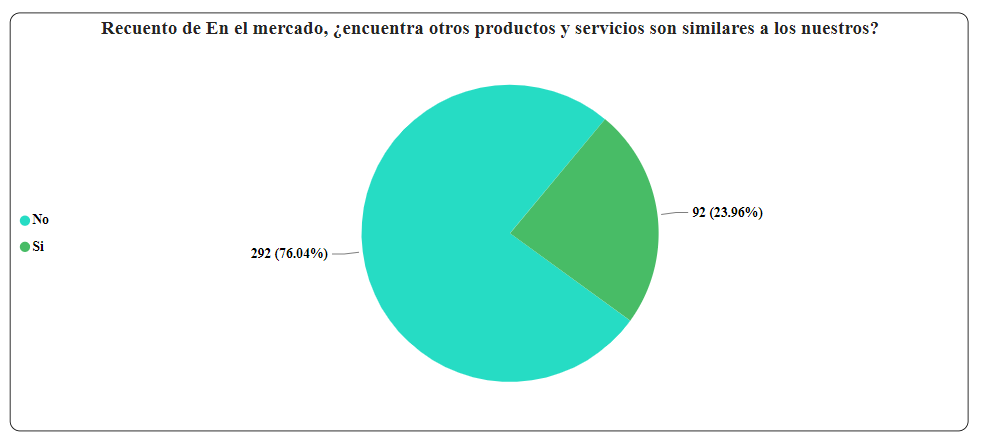 Recuento de En el mercado, ¿encuentra otros productos y servicios son similares a los nuestros?
No
Si
292 (76.04%)
92 (23.96%)